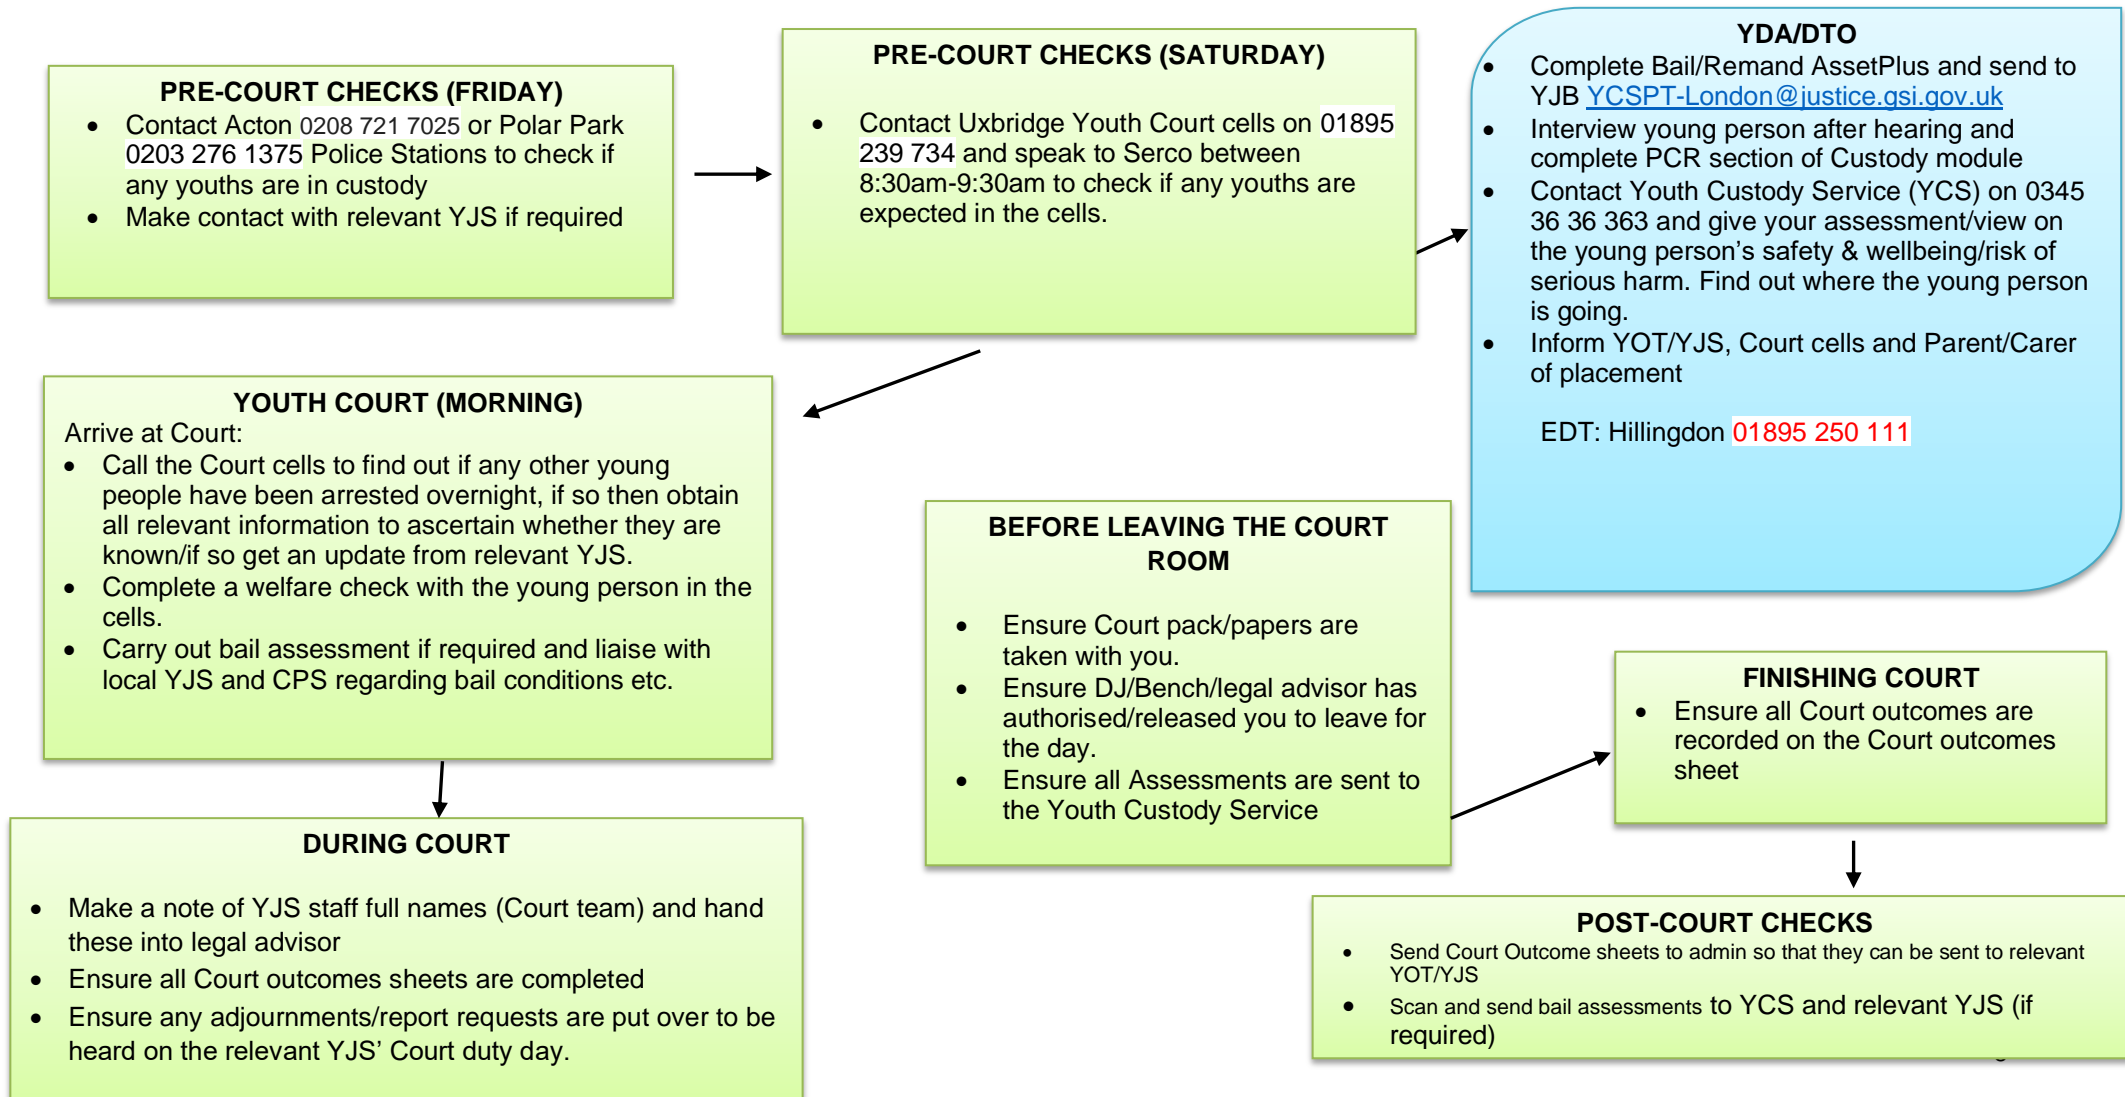 PRE-COURT CHECKS (FRIDAY)
• Contact Acton 0208 721 7025 or Polar Park
0203 276 1375 Police Stations to check if
any youths are in custody
• Make contact with relevant YJS if required
PRE-COURT CHECKS (SATURDAY)
• Contact Uxbridge Youth Court cells on 01895
239 734 and speak to Serco between
8:30am-9:30am to check if any youths are
expected in the cells.
YDA/DTO
• Complete Bail/Remand AssetPlus and send to
YJB YCSPT-London@justice.gsi.gov.uk
• Interview young person after hearing and
complete PCR section of Custody module
• Contact Youth Custody Service (YCS) on 0345
36 36 363 and give your assessment/view on
the young person’s safety & wellbeing/risk of
serious harm. Find out where the young person
is going.
• Inform YOT/YJS, Court cells and Parent/Carer
of placement
EDT: Hillingdon 01895 250 111
YOUTH COURT (MORNING)
Arrive at Court:
• Call the Court cells to find out if any other young
people have been arrested overnight, if so then obtain
all relevant information to ascertain whether they are
known/if so get an update from relevant YJS.
• Complete a welfare check with the young person in the
cells.
• Carry out bail assessment if required and liaise with
local YJS and CPS regarding bail conditions etc.
DURING COURT
• Make a note of YJS staff full names (Court team) and hand
these into legal advisor
• Ensure all Court outcomes sheets are completed
• Ensure any adjournments/report requests are put over to be
heard on the relevant YJS’ Court duty day.
BEFORE LEAVING THE COURT
ROOM
• Ensure Court pack/papers are
taken with you.
• Ensure DJ/Bench/legal advisor has
authorised/released you to leave for
the day.
• Ensure all Assessments are sent to
the Youth Custody Service
FINISHING COURT
• Ensure all Court outcomes are
recorded on the Court outcomes
sheet
POST-COURT CHECKS
• Send Court Outcome sheets to admin so that they can be sent to relevant
YOT/YJS
• Scan and send bail assessments to YCS and relevant YJS (if
required)